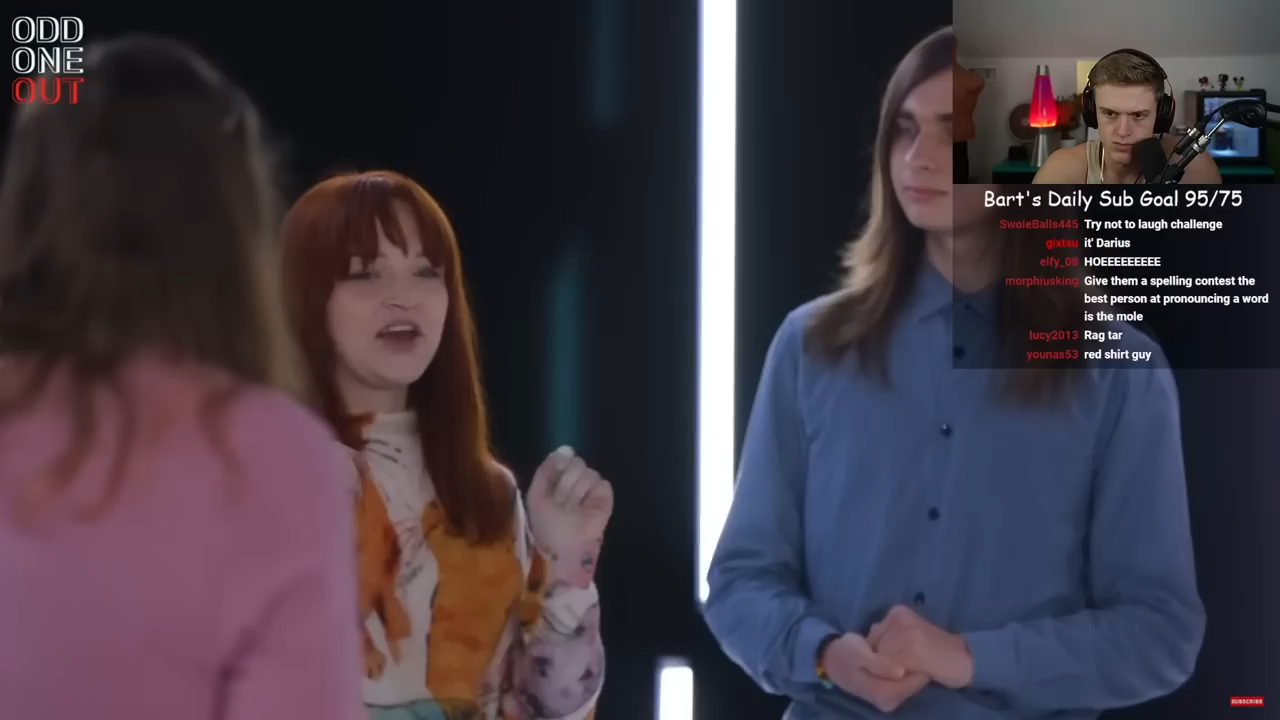 ODD
ONE
OUT
Bart's Daily Sub Goal 95/75
SwoleBalls445 Try not to laugh challenge
gixtsu it' Darius
elfy_08 HOEEEEEEEEE
morphiusking Give them a spelling contest the
best person at pronouncing a word
is the mole
lucy2013 Rag tar
younas53 red shirt guy
SUBSCRIBE